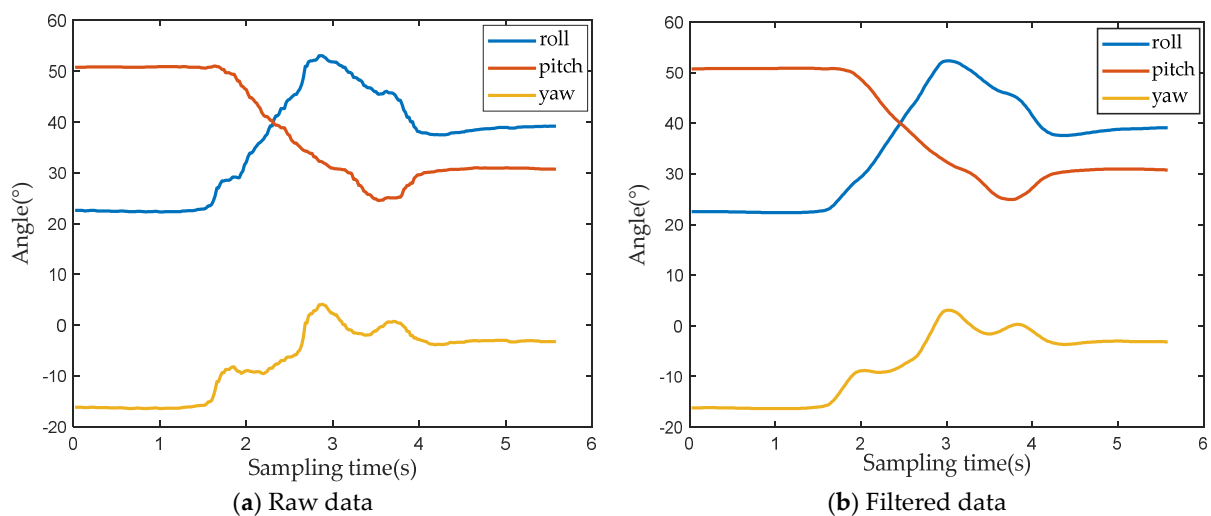 60
50
40
30
20
10
0
-10
-20
Angle(°)
roll
pitch
yaw
0 1 2 3 4 5 6
Sampling time(s)
(a) Raw data
60
50
40
30
20
10
0
-10
-20
Angle(°)
roll
pitch
yaw
0 1 2 3 4 5 6
Sampling time(s)
(b) Filtered data